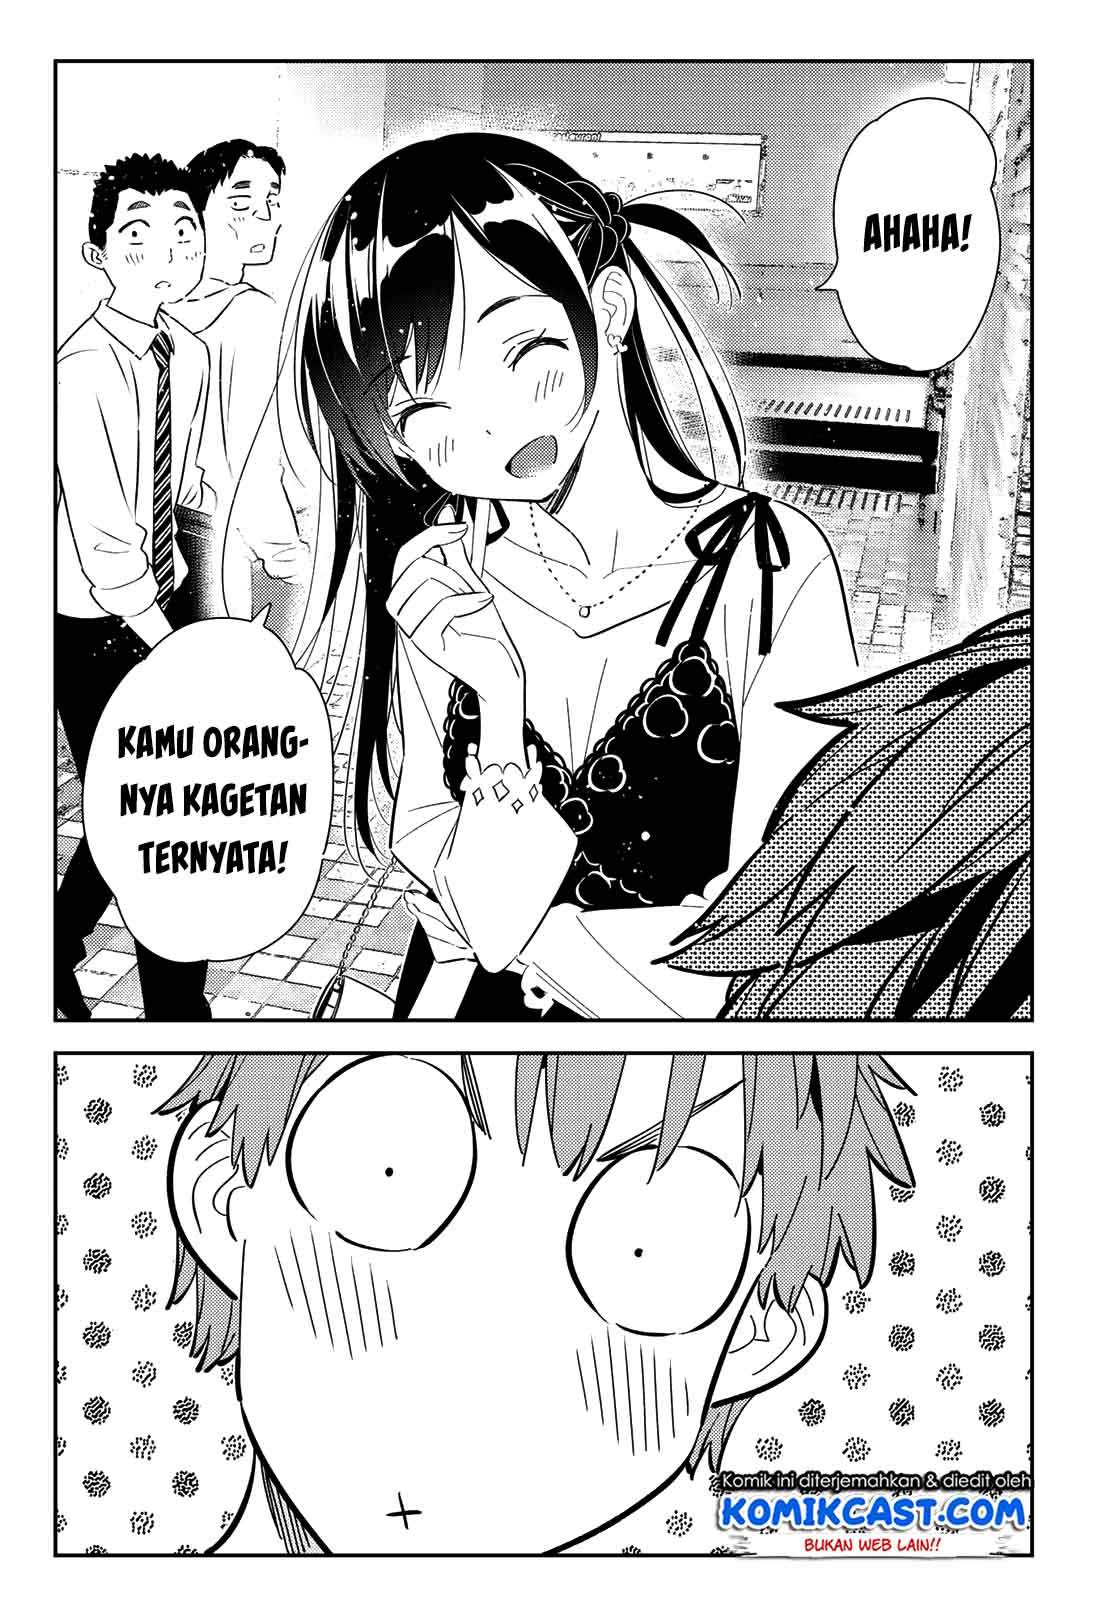 AHAHA!
KAMU ORANG-
NYA KAGETAN
TERNYATA!
Komik ini diterjemahkan & diedit oleh
KOMIKCAST.COM
BUKAN WEB LAIN!!